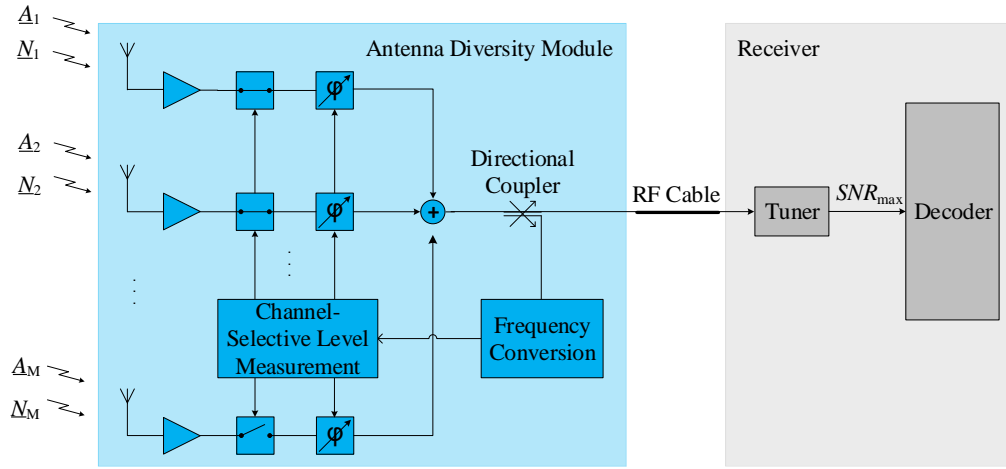 A1
N1
Antenna Diversity Module
Receiver
φ
A2
N2
Directional
Coupler
φ
+
RF Cable
Tuner
SNRmax
Decoder
Channel-
Selective Level
Measurement
Frequency
Conversion
AM
NM
φ